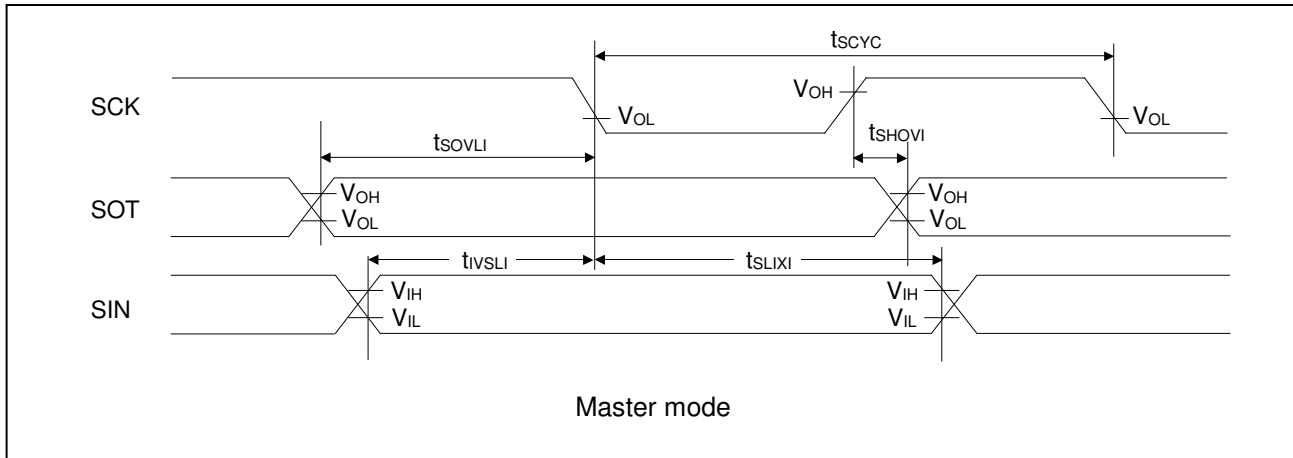 tSCYC
SCK
VOH
VOL
VOL
tSHOVI
tSOVLI
SOT
VOH
VOL
VOH
VOL
tIVSLI
tSLIXI
SIN
VIH
VIL
VIH
VIL
Master mode